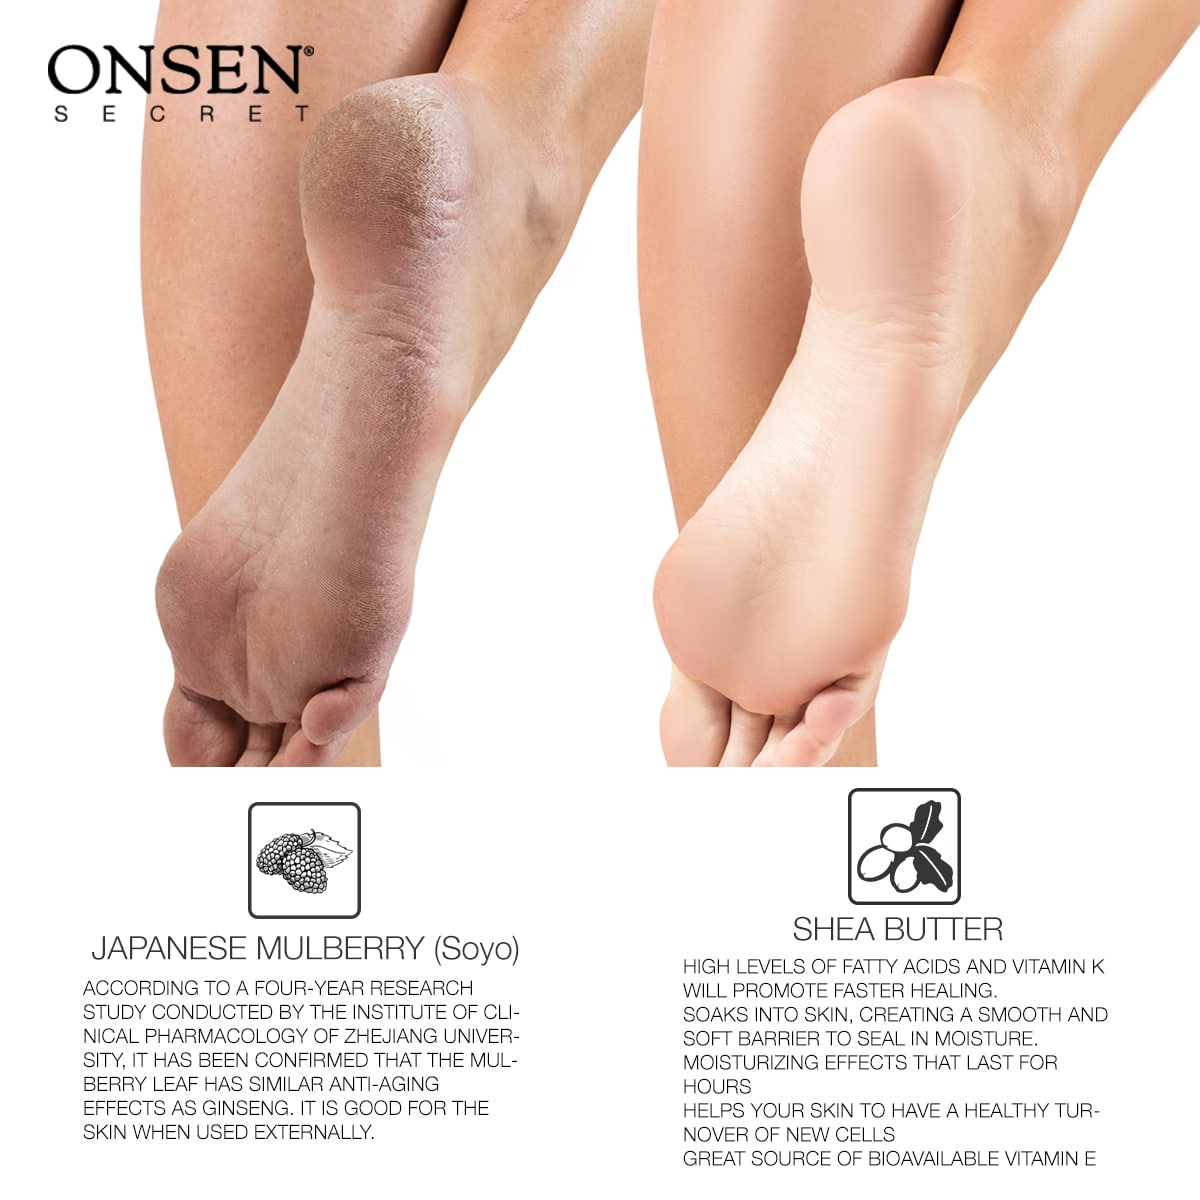 ONSEN®
SECRET
JAPANESE MULBERRY (Soyo)
ACCORDING TO A FOUR-YEAR RESEARCH
STUDY CONDUCTED BY THE INSTITUTE OF CLI-
NICAL PHARMACOLOGY OF ZHEJIANG UNIVER-
SITY, IT HAS BEEN CONFIRMED THAT THE MUL-
BERRY LEAF HAS SIMILAR ANTI-AGING
EFFECTS AS GINSENG. IT IS GOOD FOR THE
SKIN WHEN USED EXTERNALLY.
SHEA BUTTER
HIGH LEVELS OF FATTY ACIDS AND VITAMIN K
WILL PROMOTE FASTER HEALING.
SOAKS INTO SKIN, CREATING A SMOOTH AND
SOFT BARRIER TO SEAL IN MOISTURE.
MOISTURIZING EFFECTS THAT LAST FOR
HOURS
HELPS YOUR SKIN TO HAVE A HEALTHY TUR-
NOVER OF NEW CELLS
GREAT SOURCE OF BIOAVAILABLE VITAMIN E